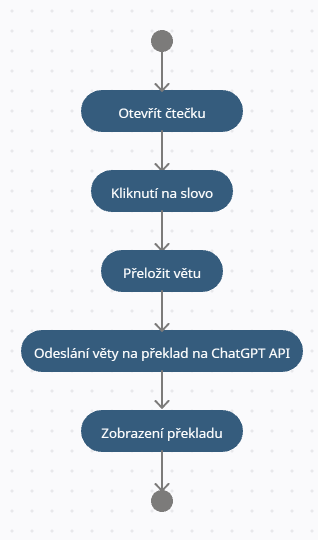 Otevřít čtečku
Kliknutí na slovo
Přeložit větu
Odeslání věty na překlad na ChatGPT API
Zobrazení překladu